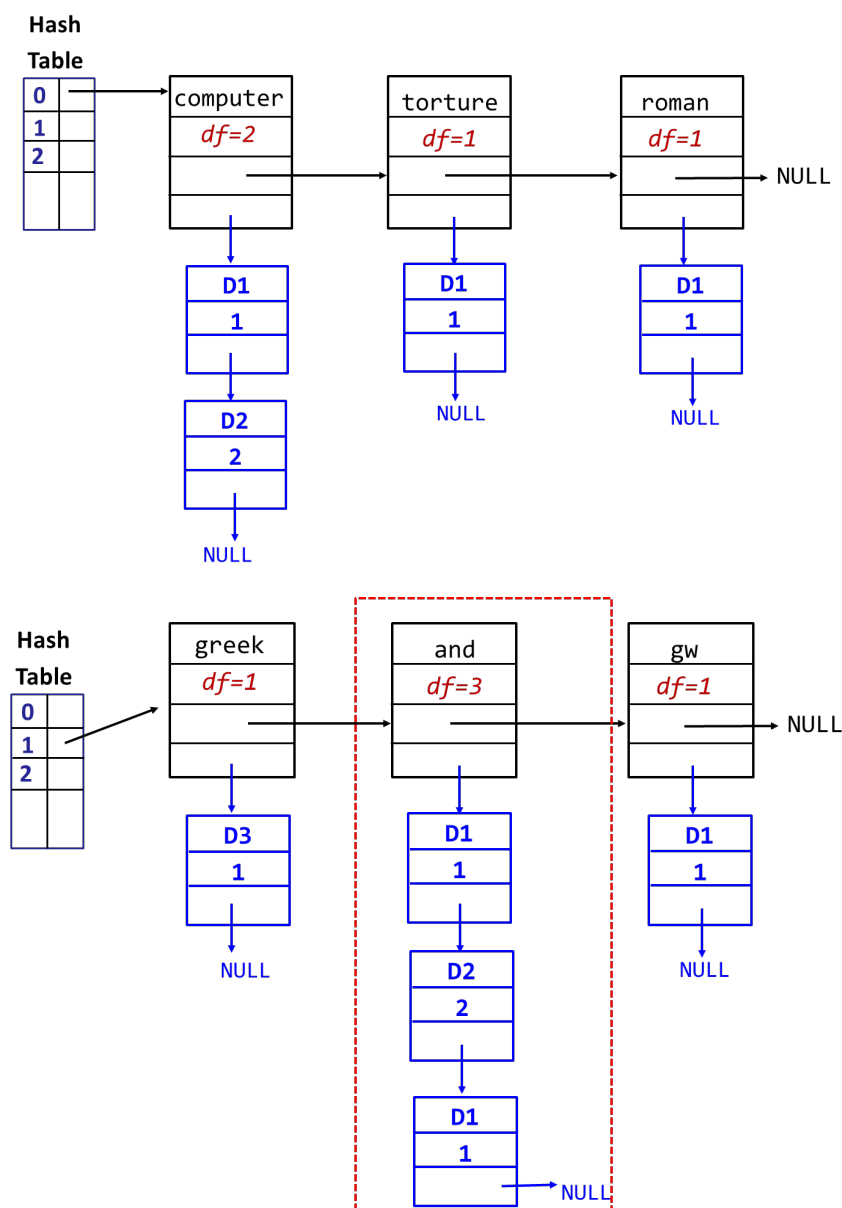 Hash
Table
0
1
2
computer
df=2
torture
df=1
roman
df=1
NULL
D1
1
D2
2
NULL
D1
1
NULL
D1
1
NULL
Hash
Table
0
1
2
greek
df=1
and
df=3
gw
df=1
NULL
D3
1
NULL
D1
1
D2
2
D1
1
NULL
D1
1
NULL